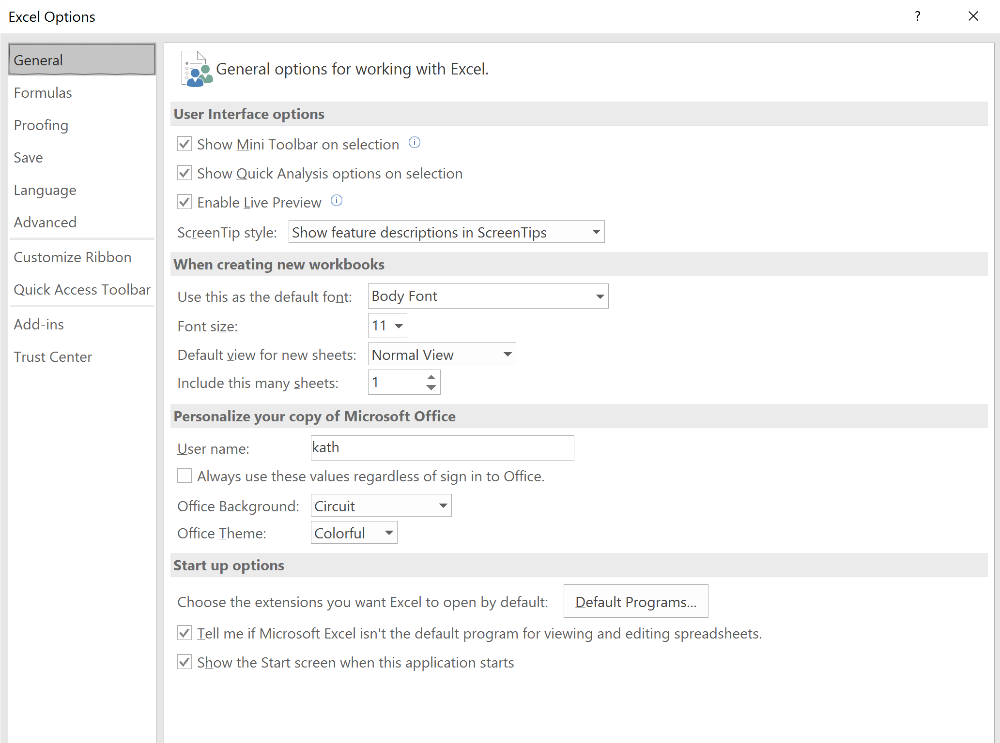 Excel Options
?
General
Formulas
Proofing
Save
Language
Advanced
Customize Ribbon
Quick Access Toolbar
Add-ins
Trust Center
General options for working with Excel.
User Interface options
Show Mini Toolbar on selection
Show Quick Analysis options on selection
Enable Live Preview
ScreenTip style: Show feature descriptions in ScreenTips
When creating new workbooks
Use this as the default font: Body Font
Font size: 11
Default view for new sheets: Normal View
Include this many sheets: 1
Personalize your copy of Microsoft Office
User name: kath
Always use these values regardless of sign in to Office.
Office Background: Circuit
Office Theme: Colorful
Start up options
Choose the extensions you want Excel to open by default: Default Programs...
Tell me if Microsoft Excel isn't the default program for viewing and editing spreadsheets.
Show the Start screen when this application starts